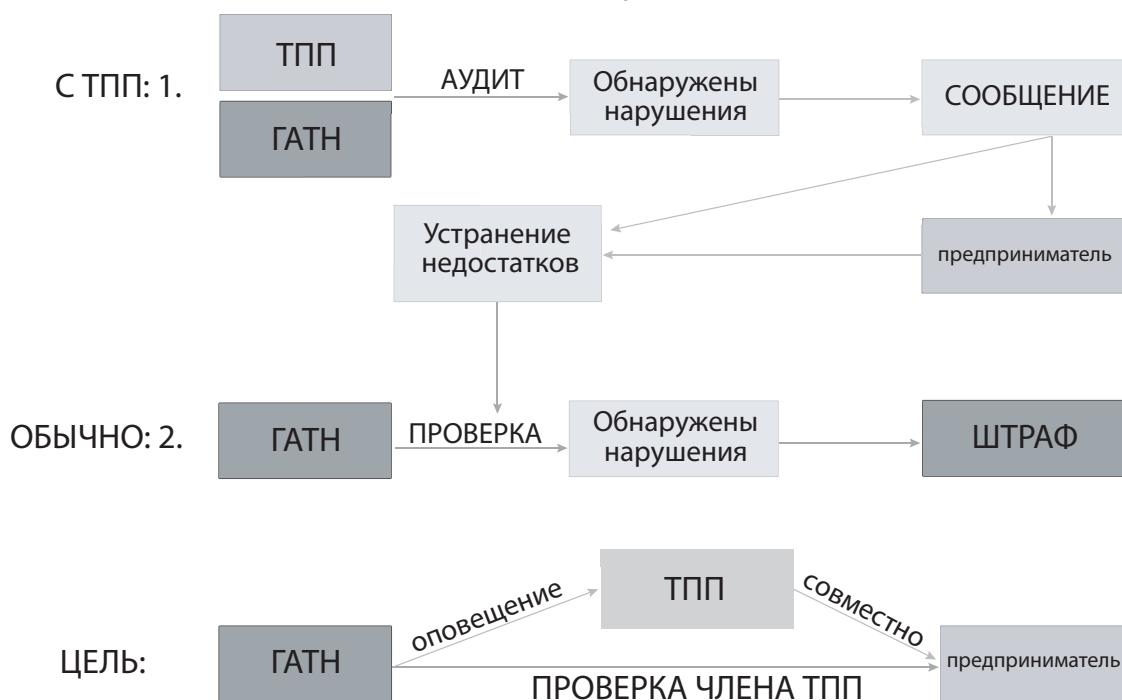 С ТПП: 1.
ТПП
ГАТН
АУДИТ
Обнаружены
нарушения
СООБЩЕНИЕ
Устранение
недостатков
предприниматель
ОБЫЧНО: 2.
ГАТН
ПРОВЕРКА
Обнаружены
нарушения
ШТРАФ
ЦЕЛЬ:
ГАТН
оповещение
ТПП
совместно
предприниматель
ПРОВЕРКА ЧЛЕНА ТПП